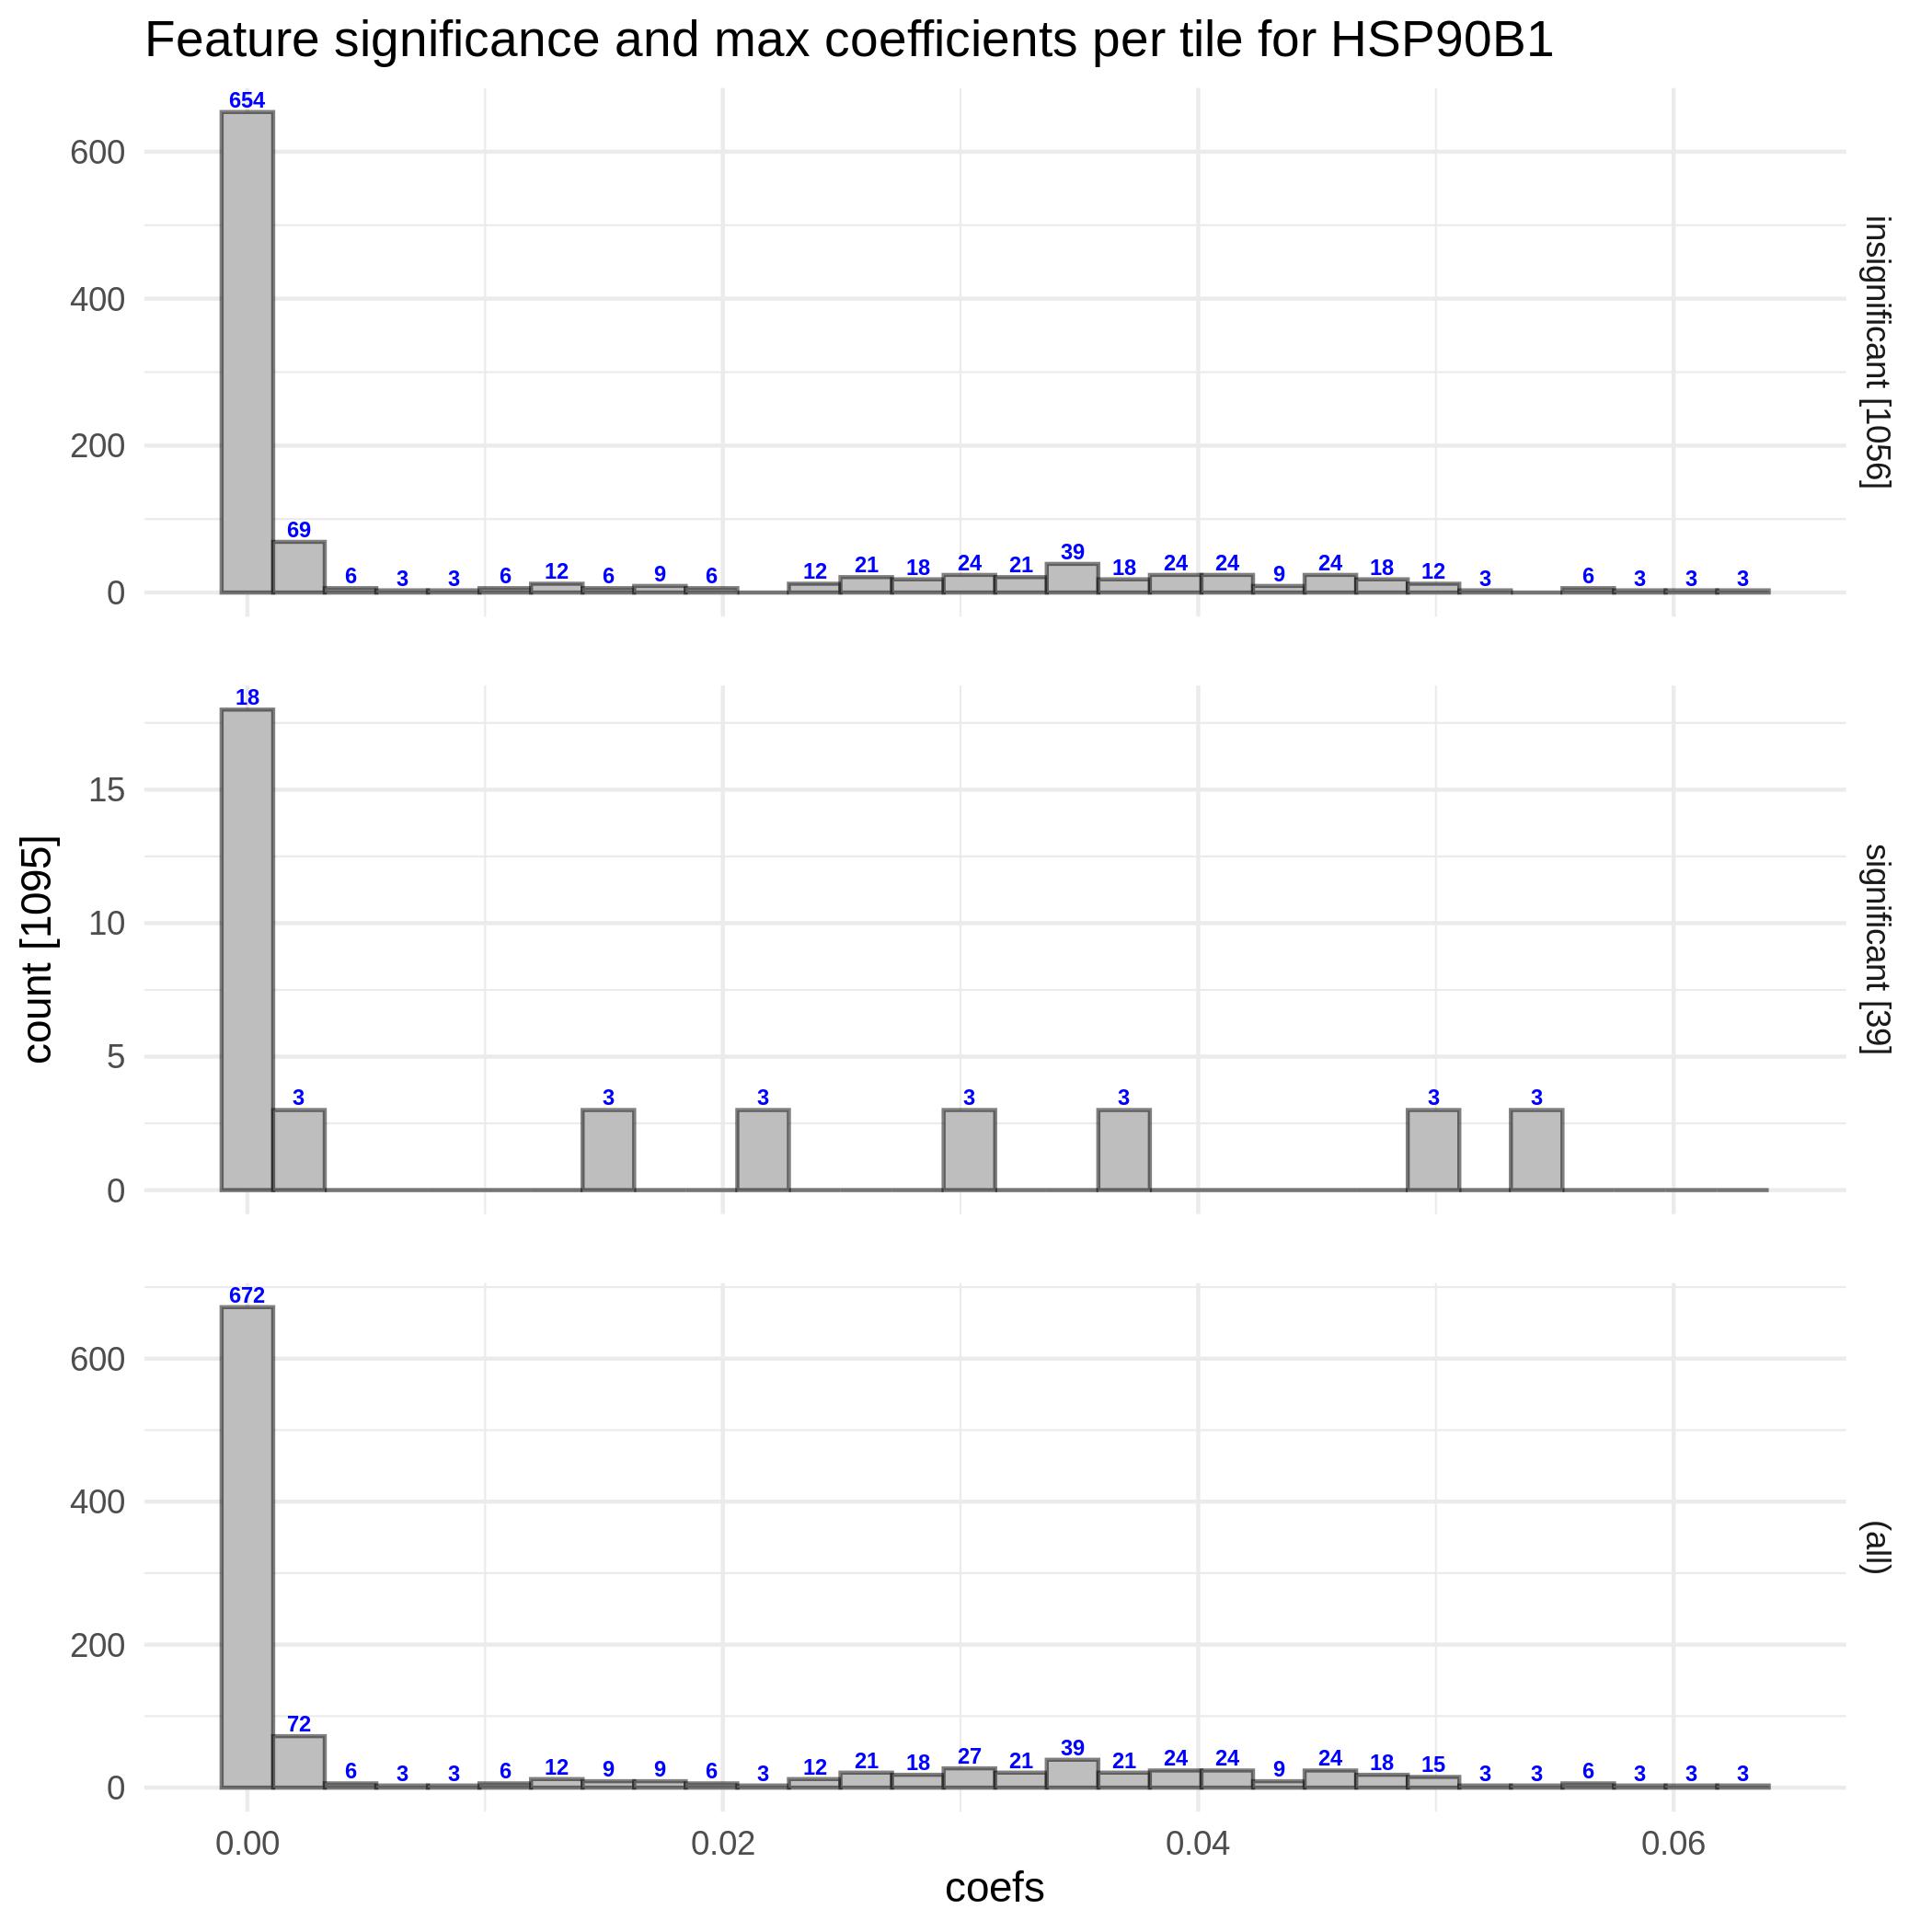 Feature significance and max coefficients per tile for HSP90B1
654
600
400
200
0
69 6 3 3 6 12 6 9 6 12 21 18 24 21 39 18 24 24 9 24 18 12 3 6 3 3 3
insignificant [1056]
18
15
10
5
0
3 3 3 3 3 3 3
significant [39]
count [1095]
672
600
400
200
0
72 6 3 3 6 12 9 9 6 3 12 21 18 27 21 39 21 24 24 9 24 18 15 3 3 6 3 3 3
(all)
0.00 0.02 0.04 0.06
coefs